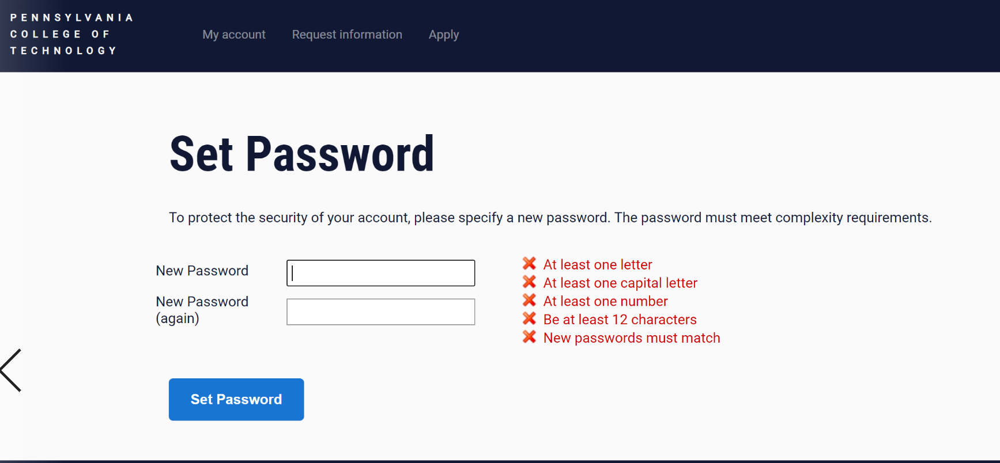 PENNSYLVANIA
COLLEGE OF
TECHNOLOGY
My account Request information Apply
Set Password
To protect the security of your account, please specify a new password. The password must meet complexity requirements.
New Password
New Password
(again)
At least one letter
At least one capital letter
At least one number
Be at least 12 characters
New passwords must match
Set Password